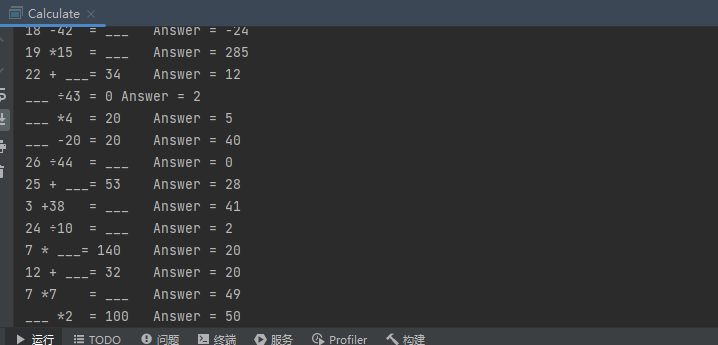 Calculate
18 -42  = ___   Answer = -24
19 *15  = ___   Answer = 285
22 + ___= 34    Answer = 12
___ ÷43 = 0 Answer = 2
___ *4  = 20    Answer = 5
___ -20 = 20    Answer = 40
26 ÷44  = ___   Answer = 0
25 + ___= 53    Answer = 28
3 +38   = ___   Answer = 41
24 ÷10  = ___   Answer = 2
7 * ___= 140    Answer = 20
12 + ___= 32    Answer = 20
7 *7    = ___   Answer = 49
___ *2  = 100   Answer = 50
运行 TODO 问题 终端 服务 Profiler 构建